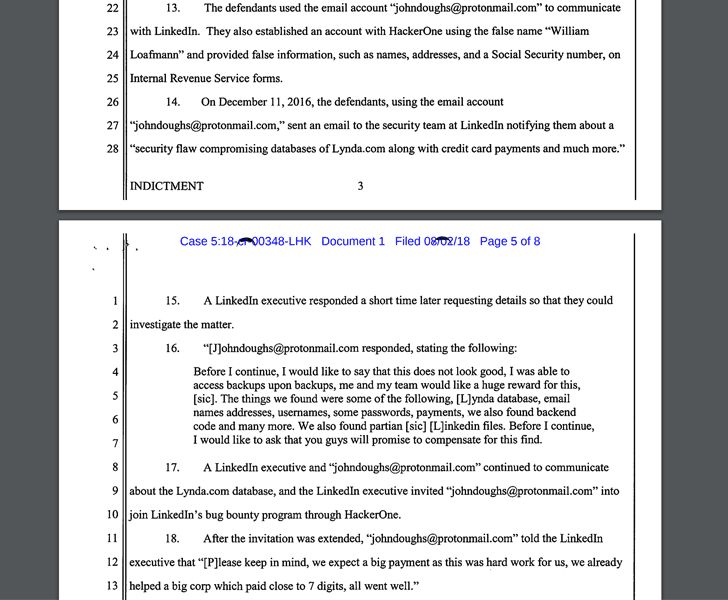 22 13. The defendants used the email account “johndoughs@protonmail.com” to communicate
23 with LinkedIn. They also established an account with HackerOne using the false name “William
24 Loafmann” and provided false information, such as names, addresses, and a Social Security number, on
25 Internal Revenue Service forms.
26 14. On December 11, 2016, the defendants, using the email account
27 “johndoughs@protonmail.com,” sent an email to the security team at LinkedIn notifying them about a
28 “security flaw compromising databases of Lynda.com along with credit card payments and much more.”
INDICTMENT 3
Case 5:18-cr-00348-LHK Document 1 Filed 08/02/18 Page 5 of 8
1 15. A LinkedIn executive responded a short time later requesting details so that they could
2 investigate the matter.
3 16. “[J]ohndoughs@protonmail.com responded, stating the following:
4 Before I continue, I would like to say that this does not look good, I was able to
access backups upon backups, me and my team would like a huge reward for this,
5 [sic]. The things we found were some of the following, [L]ynda database, email
6 names addresses, usernames, some passwords, payments, we also found backend
code and many more. We also found partian [sic] [L]inkedin files. Before I continue,
7 I would like to ask that you guys will promise to compensate for this find.
8 17. A LinkedIn executive and “johndoughs@protonmail.com” continued to communicate
9 about the Lynda.com database, and the LinkedIn executive invited “johndoughs@protonmail.com” into
10 join LinkedIn’s bug bounty program through HackerOne.
11 18. After the invitation was extended, “johndoughs@protonmail.com” told the LinkedIn
12 executive that “[P]lease keep in mind, we expect a big payment as this was hard work for us, we already
13 helped a big corp which paid close to 7 digits, all went well.”